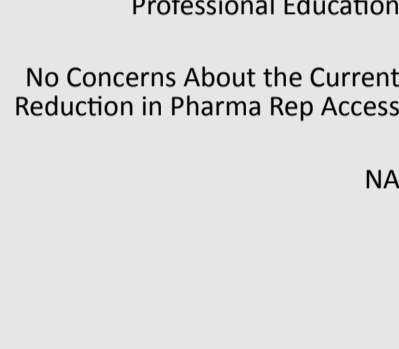 Professional Education
No Concerns About the Current
Reduction in Pharma Rep Access
NA